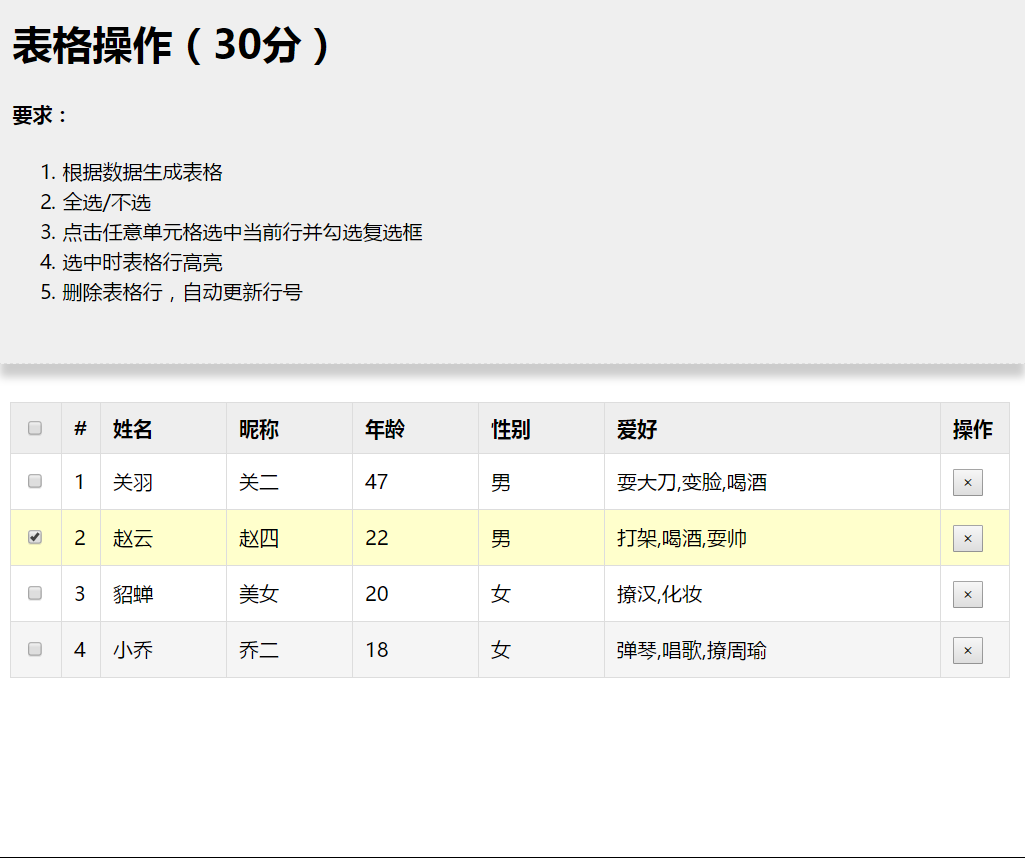 表格操作（30分）
要求：
1. 根据数据生成表格
2. 全选/不选
3. 点击任意单元格选中当前行并勾选复选框
4. 选中时表格行高亮
5. 删除表格行，自动更新行号
# 姓名 昵称 年龄 性别 爱好 操作
1 关羽 关二 47 男 耍大刀,变脸,喝酒 ×
2 赵云 赵四 22 男 打架,喝酒,耍帅 ×
3 貂蝉 美女 20 女 撩汉,化妆 ×
4 小乔 乔二 18 女 弹琴,唱歌,撩周瑜 ×